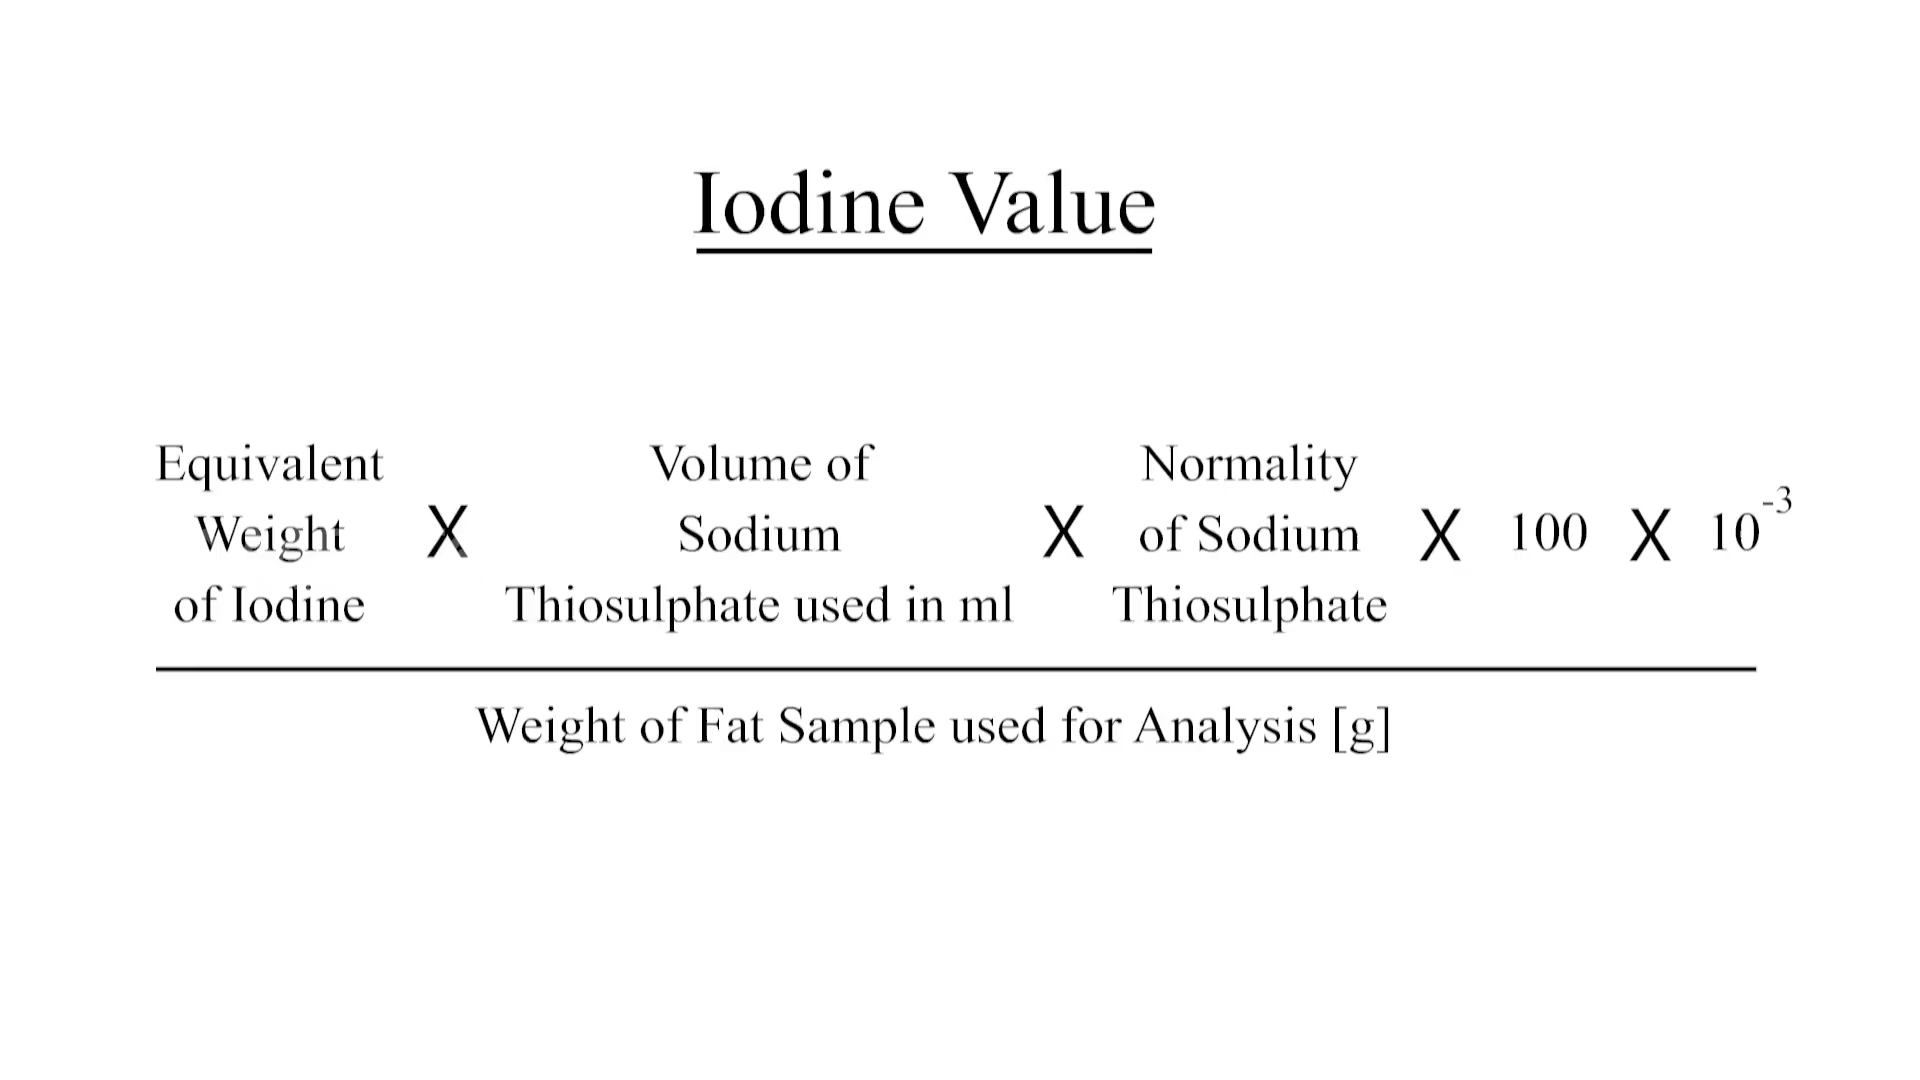 Iodine Value
Equivalent
Weight
of Iodine
X
Volume of
Sodium
Thiosulphate used in ml
X
Normality
of Sodium
Thiosulphate
X 100 X 10⁻³
Weight of Fat Sample used for Analysis [g]